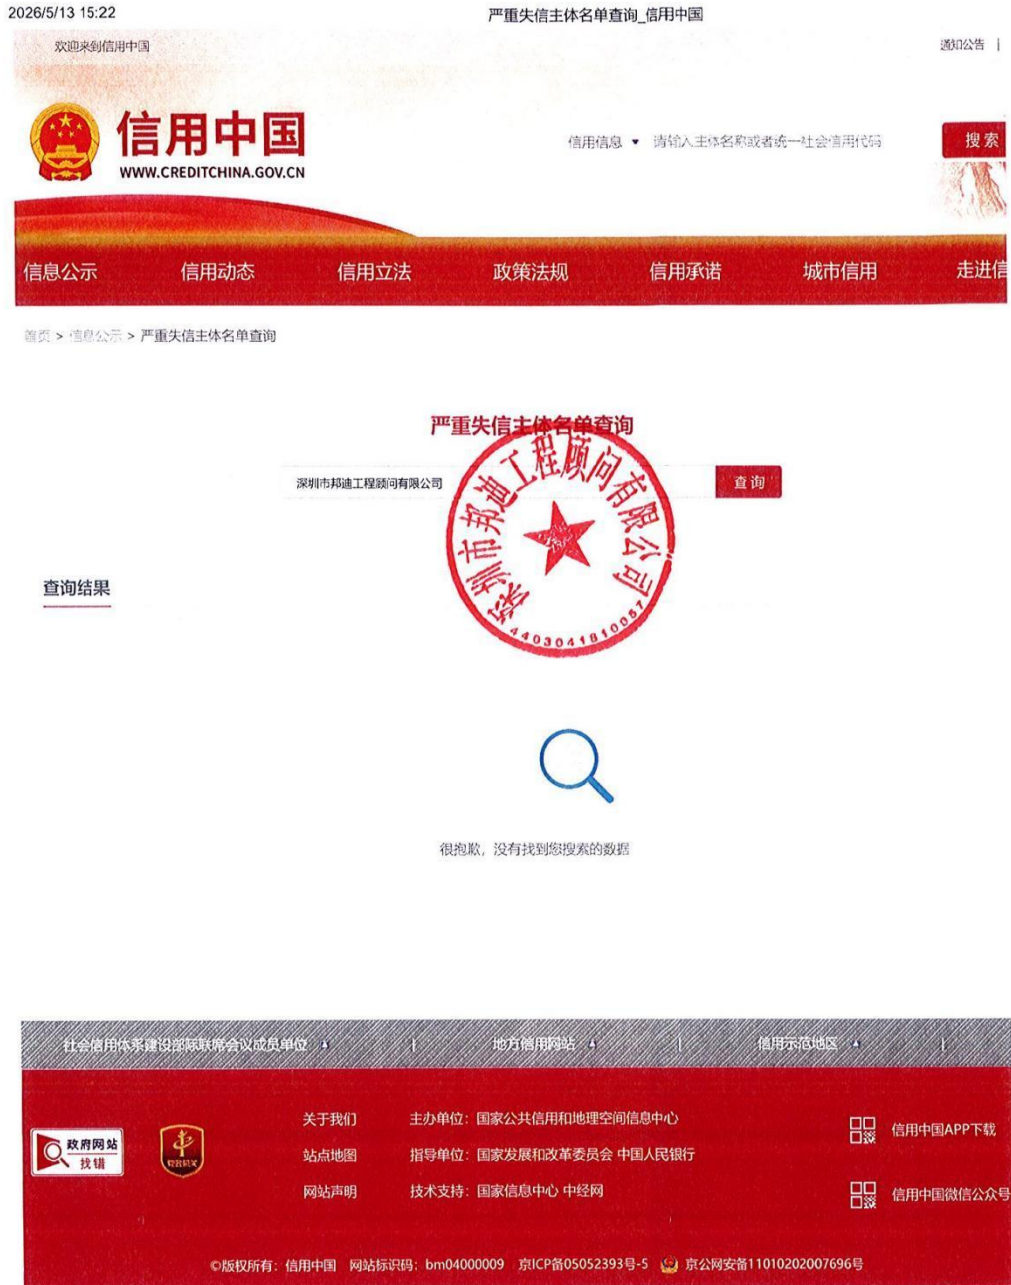 2026/5/13 15:22 严重失信主体名单查询_信用中国
欢迎来到信用中国 通知公告 |
信用中国
WWW.CREDITCHINA.GOV.CN
信用信息 ▼ 请输入主体名称或者统一社会信用代码 搜索
信息公示 信用动态 信用立法 政策法规 信用承诺 城市信用 走进信
首页 > 信息公示 > 严重失信主体名单查询
严重失信主体名单查询
深圳市邦迪工程顾问有限公司 查询
深圳市邦迪工程顾问有限公司
4403041810057
查询结果
很抱歉，没有找到您搜索的数据
社会信用体系建设部际联席会议成员单位 ▲ | 地方信用网站 ▲ | 信用示范地区 ▲ |
政府网站
找错
党政机关
关于我们 主办单位：国家公共信用和地理空间信息中心
信用中国APP下载
站点地图 指导单位：国家发展和改革委员会 中国人民银行
网站声明 技术支持：国家信息中心 中经网
信用中国微信公众号
©版权所有：信用中国 网站标识码：bm04000009 京ICP备05052393号-5 京公网安备11010202007696号